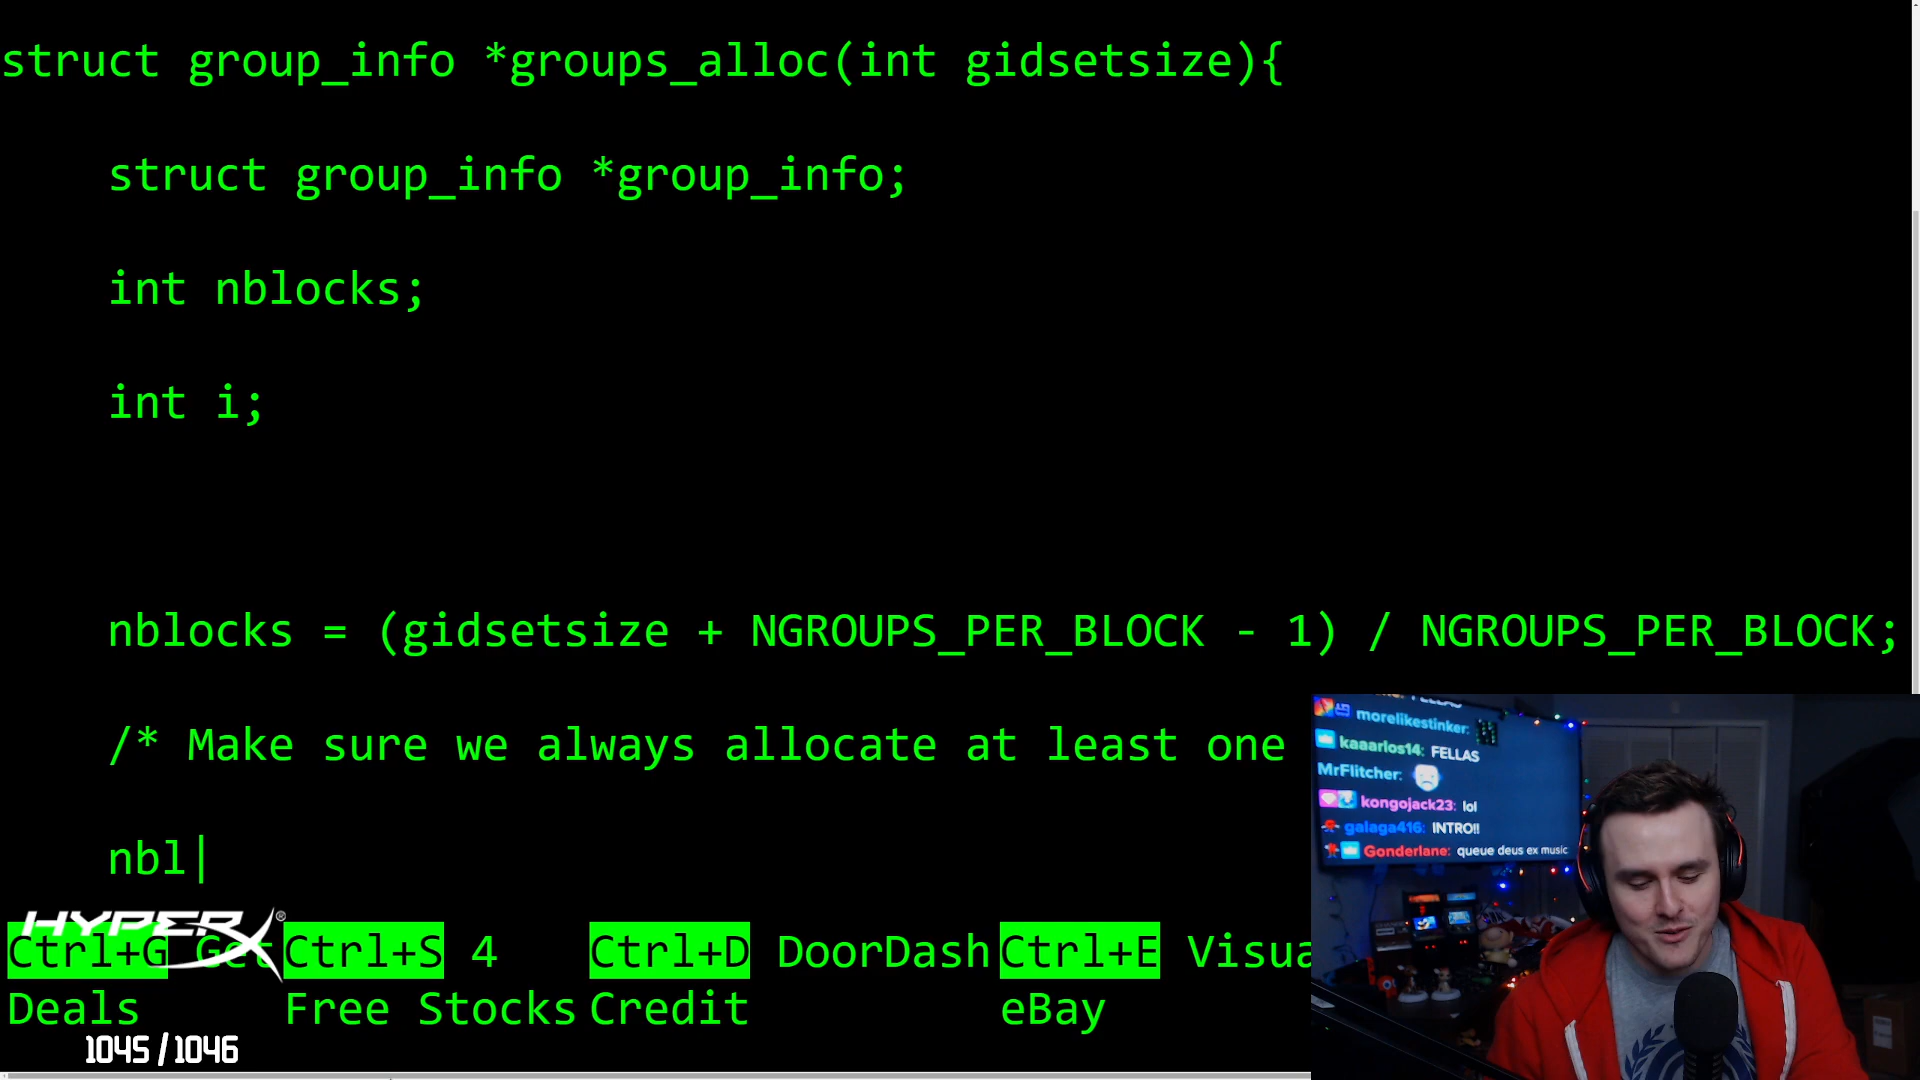 struct group_info *groups_alloc(int gidsetsize){
struct group_info *group_info;
int nblocks;
int i;
nblocks = (gidsetsize + NGROUPS_PER_BLOCK - 1) / NGROUPS_PER_BLOCK;
/* Make sure we always allocate at least one
nbl|
morelikestinker:
kaaarlos14: FELLAS
MrFlitcher:
kongojack23: lol
galaga416: INTRO!!
Gonderlane: queue deus ex music
HYPERX®
Ctrl+G Get Ctrl+S 4 Ctrl+D DoorDash Ctrl+E
Deals Free Stocks Credit eBay
1045 / 1046